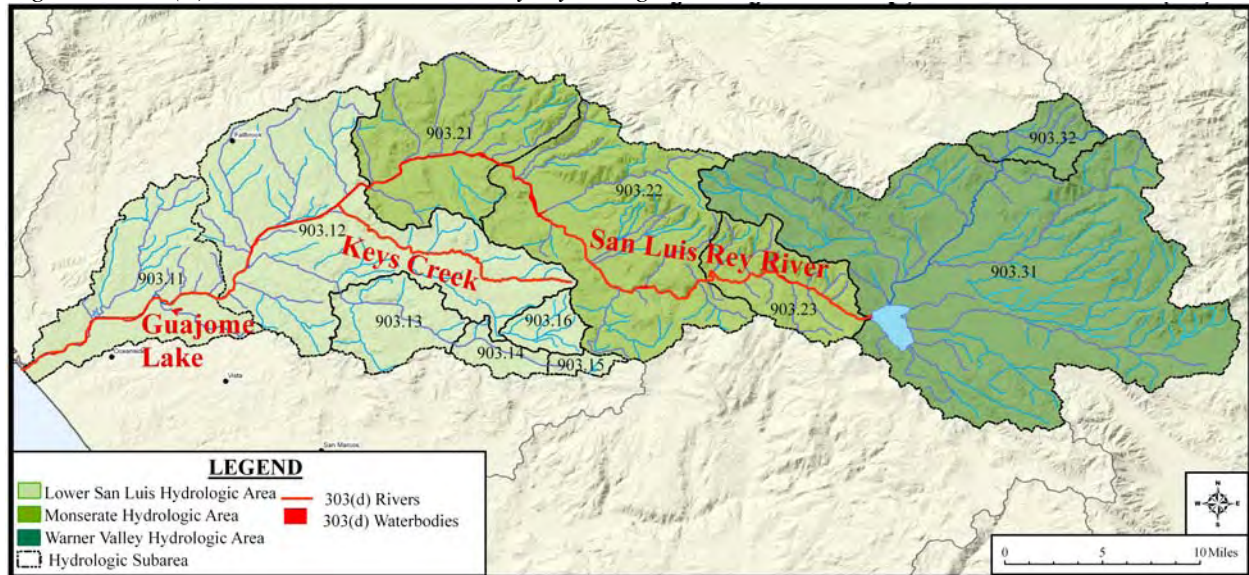 903.32
903.21
Fallbrook
903.22
903.12
San Luis Rey River
Keys Creek
903.31
903.11
903.23
Guajome
Lake
903.13
903.16
903.14
903.15
Oceanside
Vista
San Marcos
LEGEND
Lower San Luis Hydrologic Area
303(d) Rivers
Monserate Hydrologic Area
303(d) Waterbodies
Warner Valley Hydrologic Area
Hydrologic Subarea
N
W
E
S
0 5 10 Miles